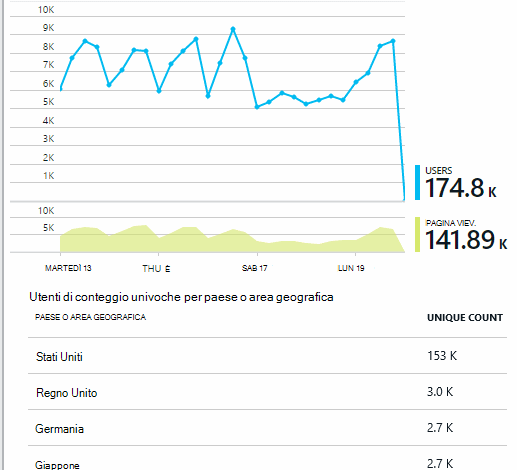 10K
9K
8K
7K
6K
5K
4K
3K
2K
1K
USERS
174.8 K
10K
5K
PAGINA VIEV.
141.89 K
MARTEDÌ 13
THU È
SAB 17
LUN 19
Utenti di conteggio univoche per paese o area geografica
PAESE O AREA GEOGRAFICA
UNIQUE COUNT
Stati Uniti
153 K
Regno Unito
3.0 K
Germania
2.7 K
Giappone
2.7 K